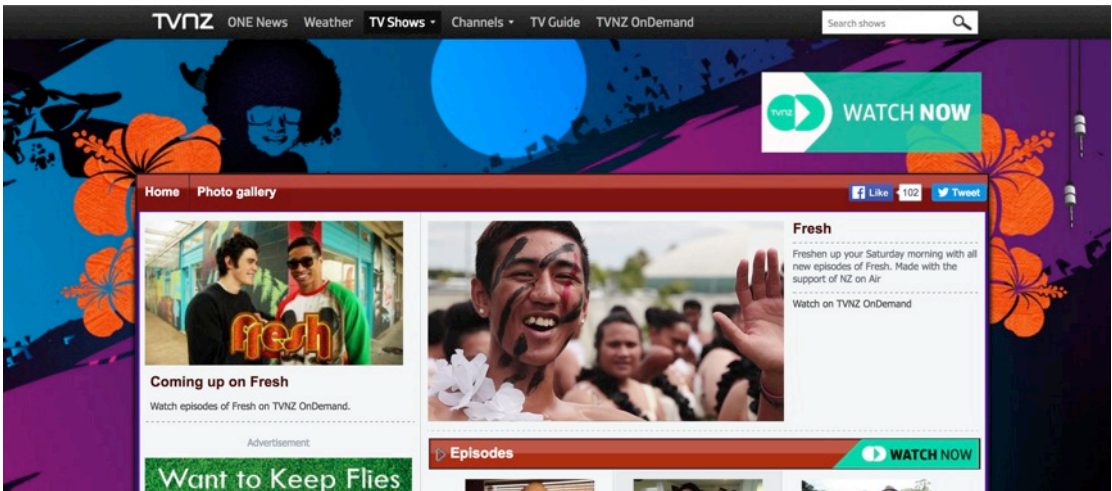 TVNZ ONE News Weather TV Shows Channels TV Guide TVNZ OnDemand Search shows
TVNZ WATCH NOW
Home Photo gallery Like 102 Tweet
Fresh
Coming up on Fresh
Watch episodes of Fresh on TVNZ OnDemand.
Advertisement
Want to Keep Flies
Fresh
Freshen up your Saturday morning with all
new episodes of Fresh. Made with the
support of NZ on Air
Watch on TVNZ OnDemand
Episodes WATCH NOW